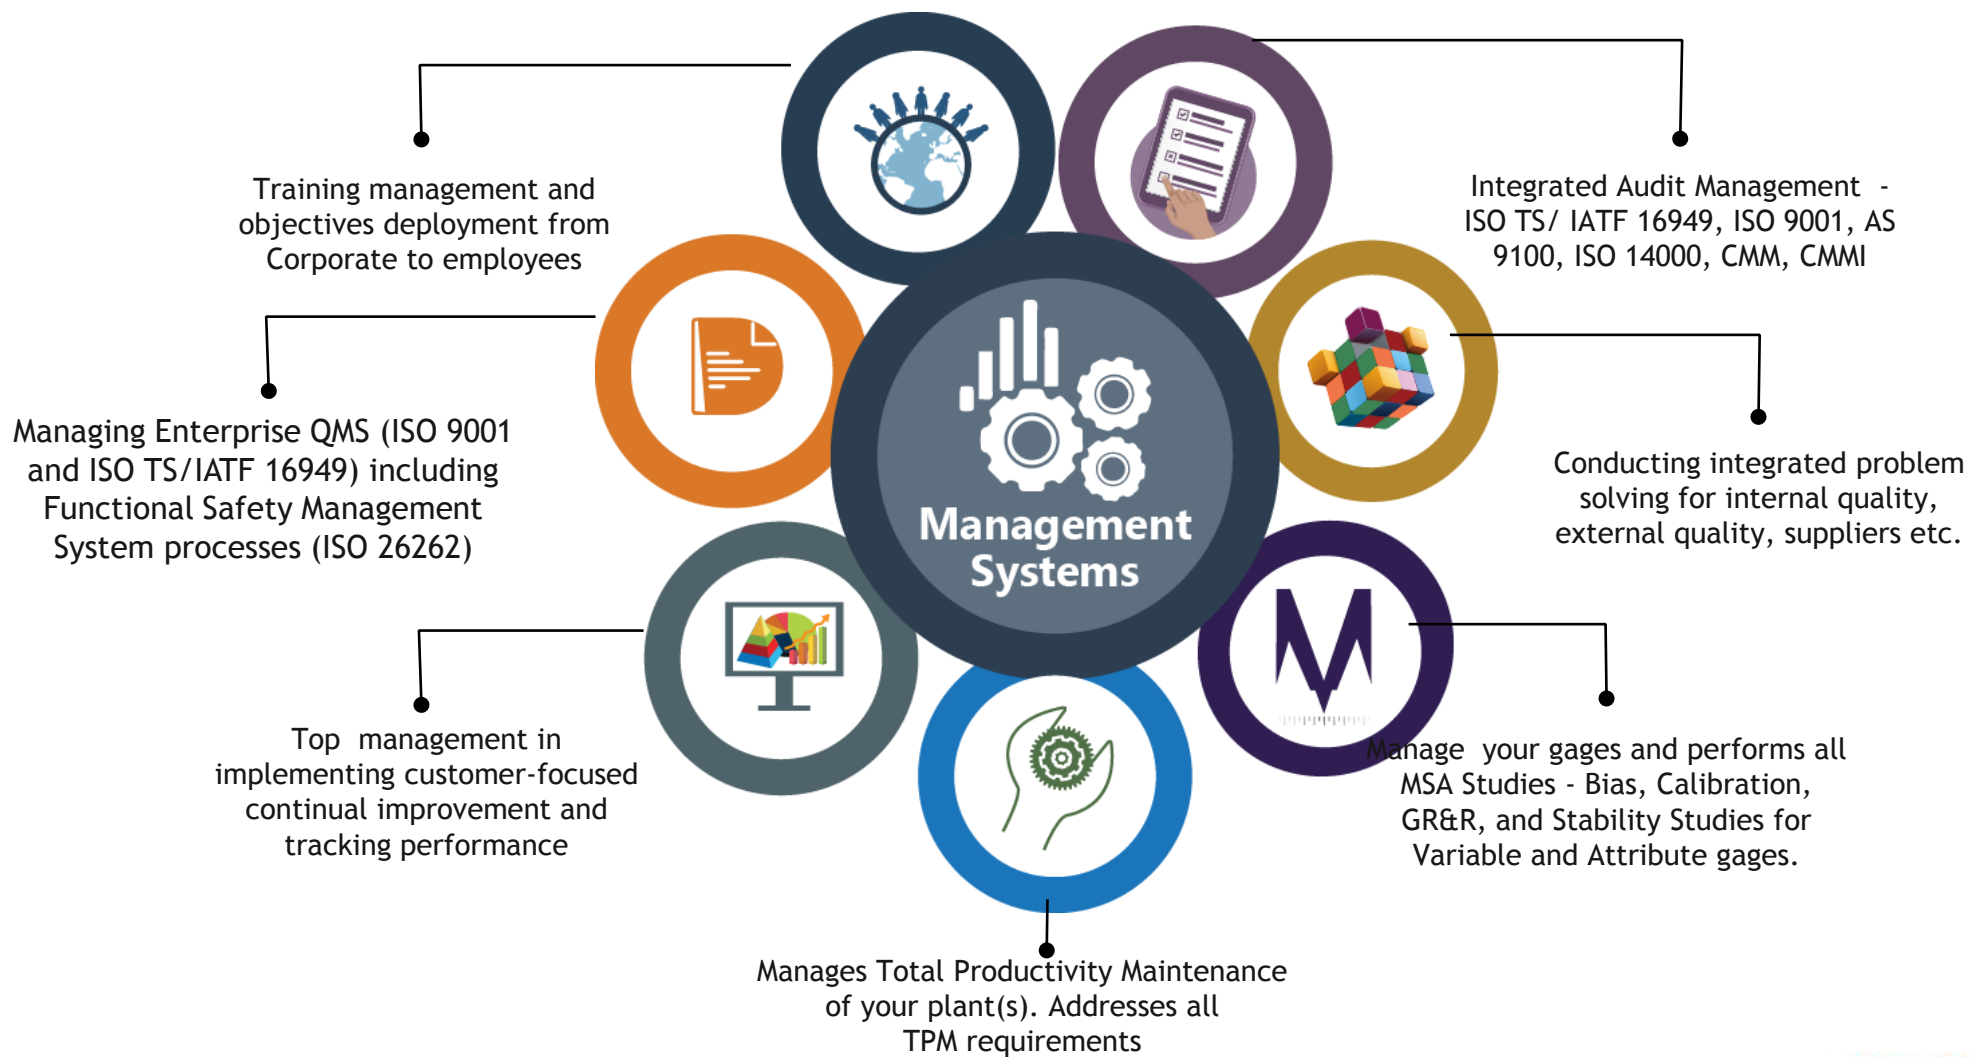 Training management and
objectives deployment from
Corporate to employees
Integrated Audit Management -
ISO TS/ IATF 16949, ISO 9001, AS
9100, ISO 14000, CMM, CMMI
Managing Enterprise QMS (ISO 9001
and ISO TS/IATF 16949) including
Functional Safety Management
System processes (ISO 26262)
Management
Systems
Conducting integrated problem
solving for internal quality,
external quality, suppliers etc.
Top management in
implementing customer-focused
continual improvement and
tracking performance
Manage your gages and performs all
MSA Studies - Bias, Calibration,
GR&R, and Stability Studies for
Variable and Attribute gages.
Manages Total Productivity Maintenance
of your plant(s). Addresses all
TPM requirements